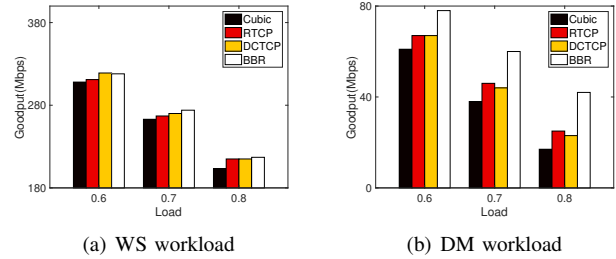 Goodput(Mbps)
380
280
180
0.6 0.7 0.8
Load
Cubic
RTCP
DCTCP
BBR
(a) WS workload
Goodput(Mbps)
80
60
40
0
0.6 0.7 0.8
Load
Cubic
RTCP
DCTCP
BBR
(b) DM workload